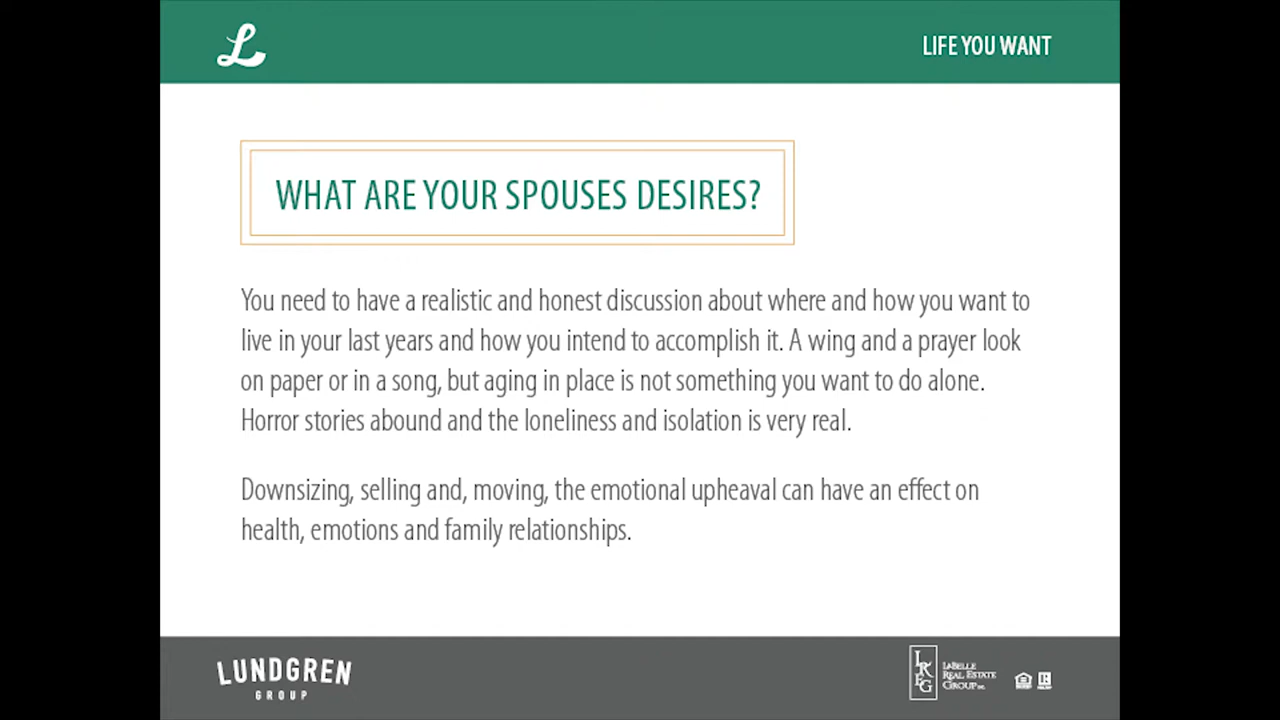 L
LIFE YOU WANT
WHAT ARE YOUR SPOUSES DESIRES?
You need to have a realistic and honest discussion about where and how you want to
live in your last years and how you intend to accomplish it. A wing and a prayer look
on paper or in a song, but aging in place is not something you want to do alone.
Horror stories abound and the loneliness and isolation is very real.
Downsizing, selling and, moving, the emotional upheaval can have an effect on
health, emotions and family relationships.
LUNDGREN
GROUP
LREG
LABELLE
REAL ESTATE
GROUP INC.